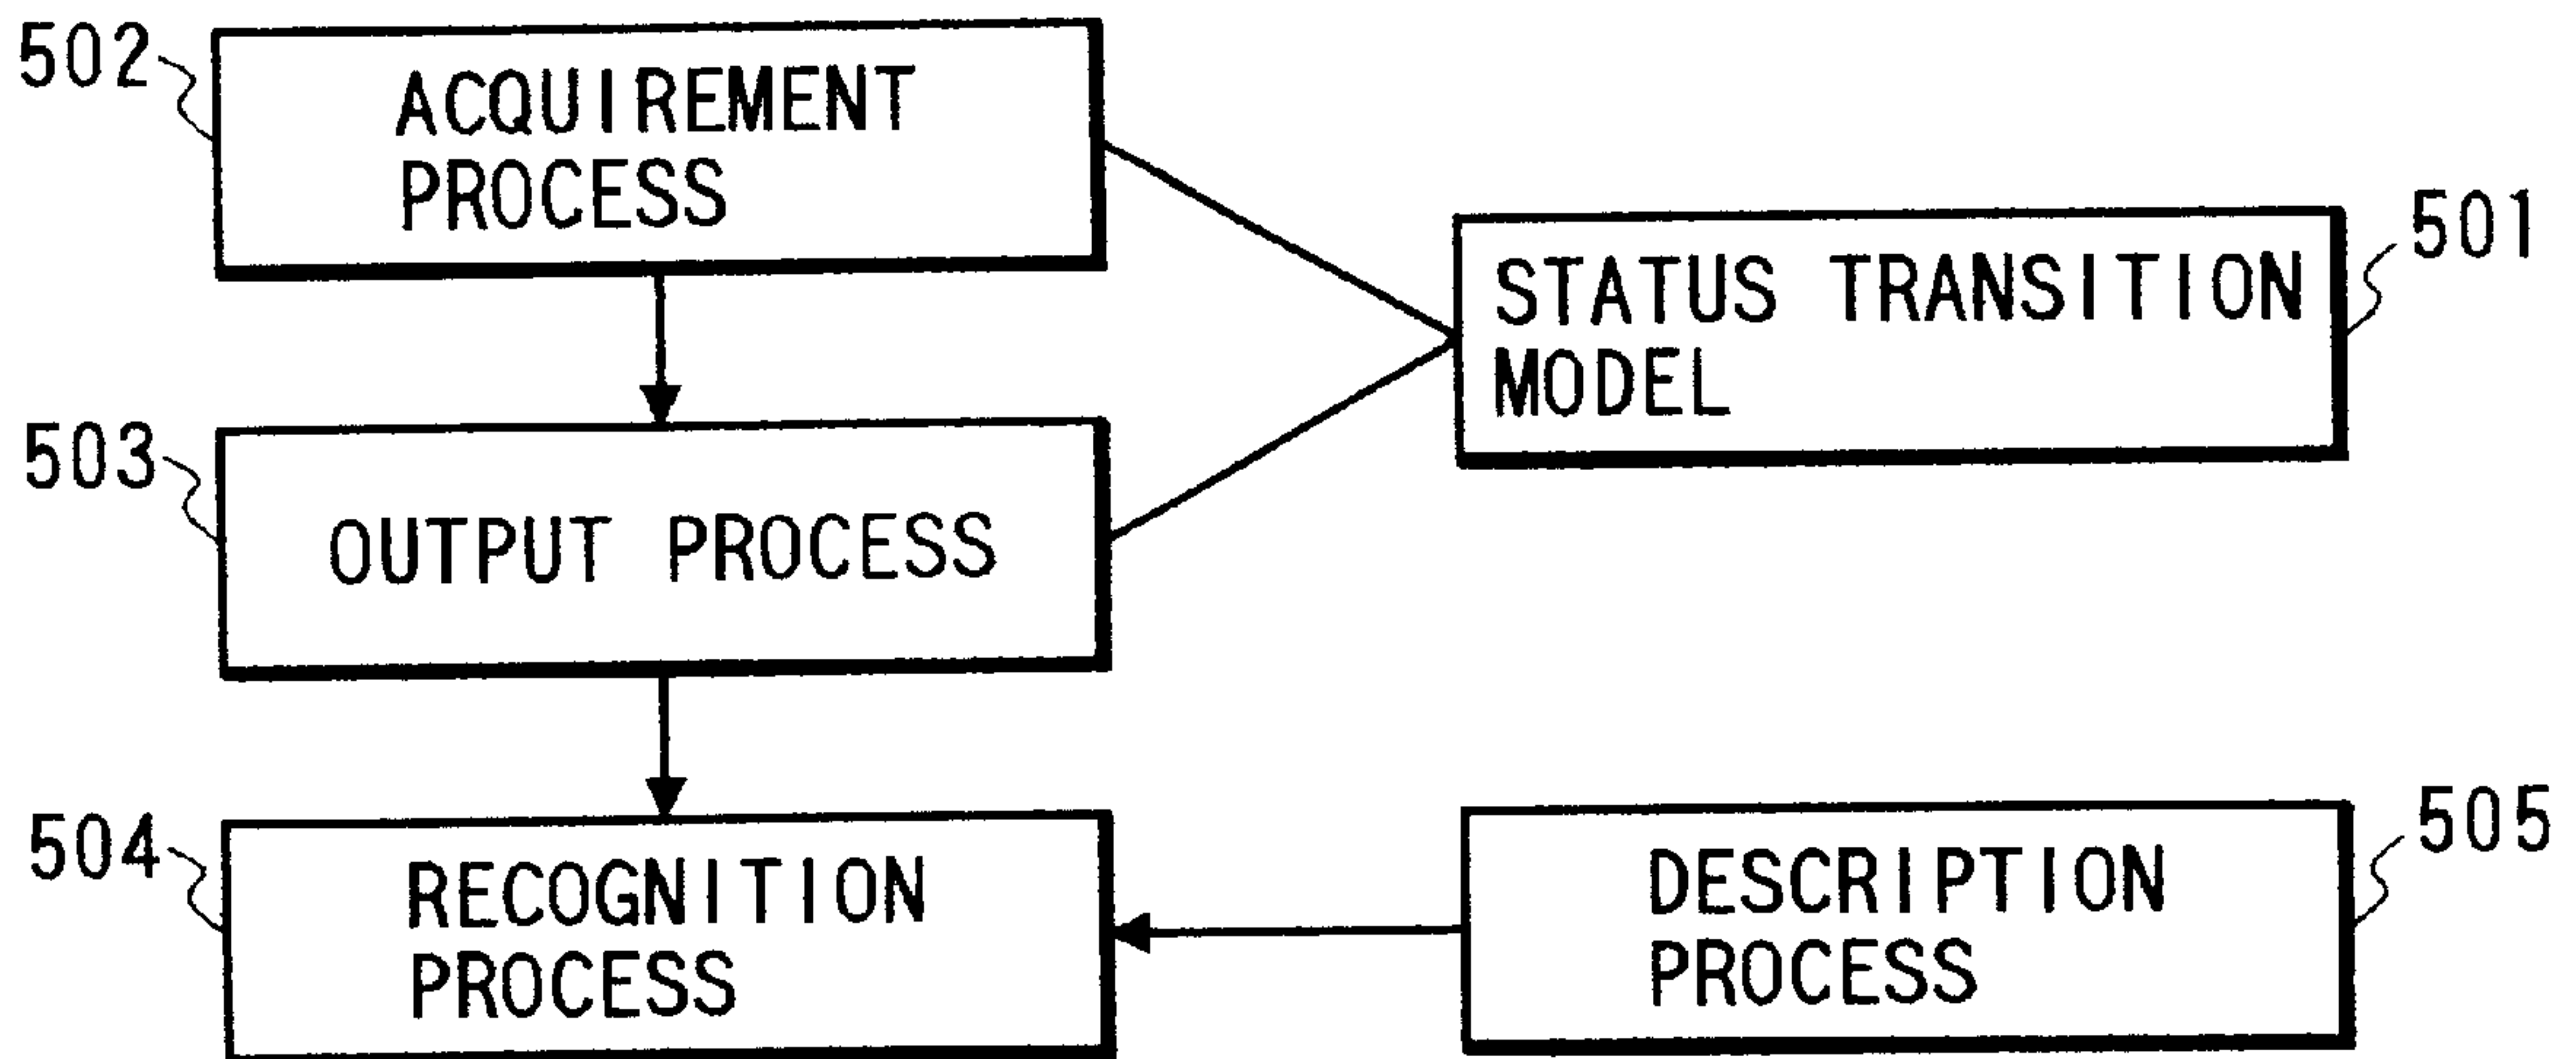 502
ACQUIREMENT
PROCESS
501
STATUS TRANSITION
MODEL
503
OUTPUT PROCESS
504
RECOGNITION
PROCESS
505
DESCRIPTION
PROCESS